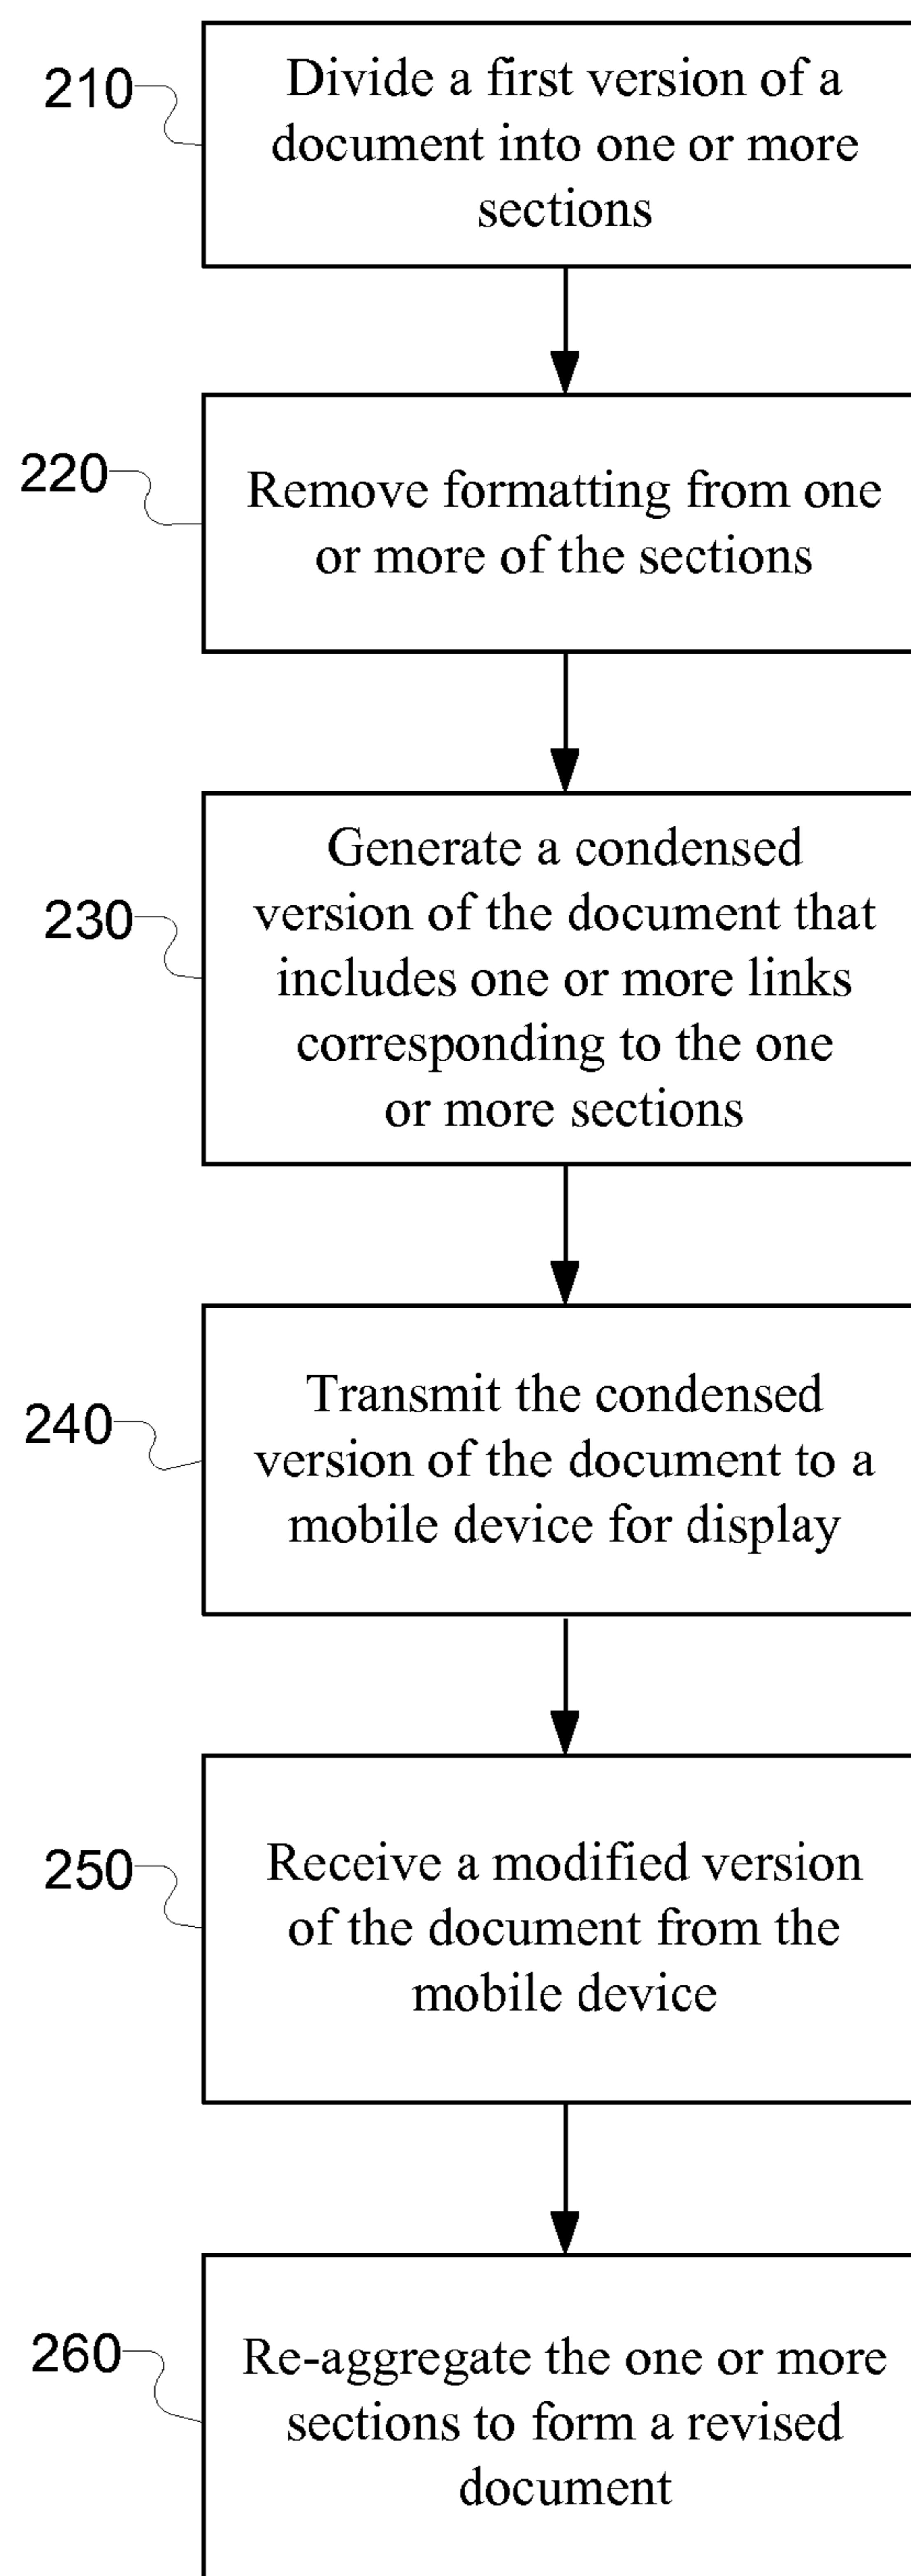 210
Divide a first version of a
document into one or more
sections
220
Remove formatting from one
or more of the sections
230
Generate a condensed
version of the document that
includes one or more links
corresponding to the one
or more sections
240
Transmit the condensed
version of the document to a
mobile device for display
250
Receive a modified version
of the document from the
mobile device
260
Re-aggregate the one or more
sections to form a revised
document